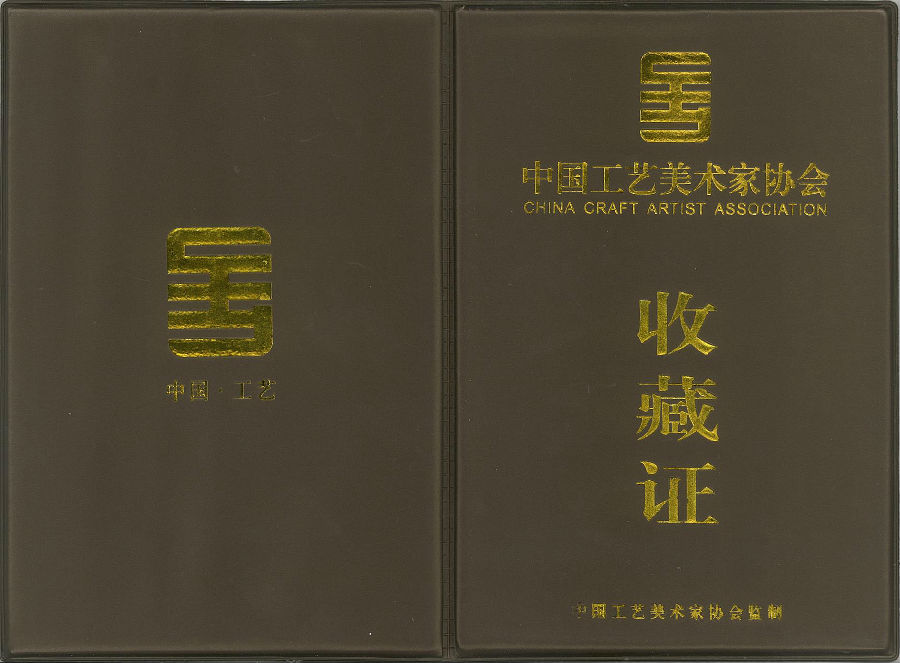 中国·工艺
中国工艺美术家协会
CHINA CRAFT ARTIST ASSOCIATION
收
藏
证
中国工艺美术家协会监制